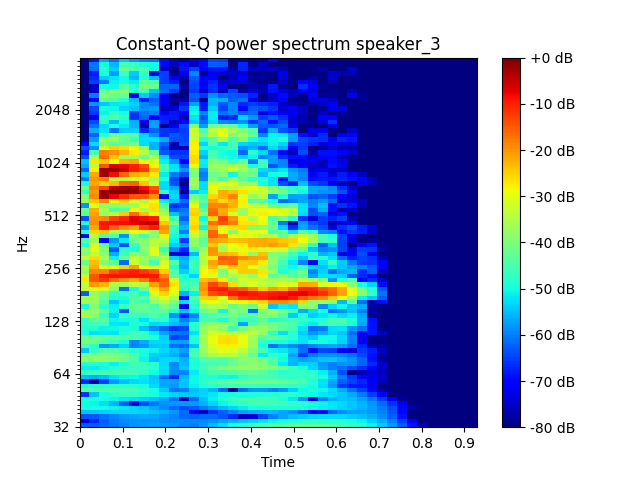 Constant-Q power spectrum speaker_3
+0 dB
2048
-10 dB
1024
-20 dB
-30 dB
512
-40 dB
Hz
256
-50 dB
128
-60 dB
64
-70 dB
32
-80 dB
0 0.1 0.2 0.3 0.4 0.5 0.6 0.7 0.8 0.9
Time